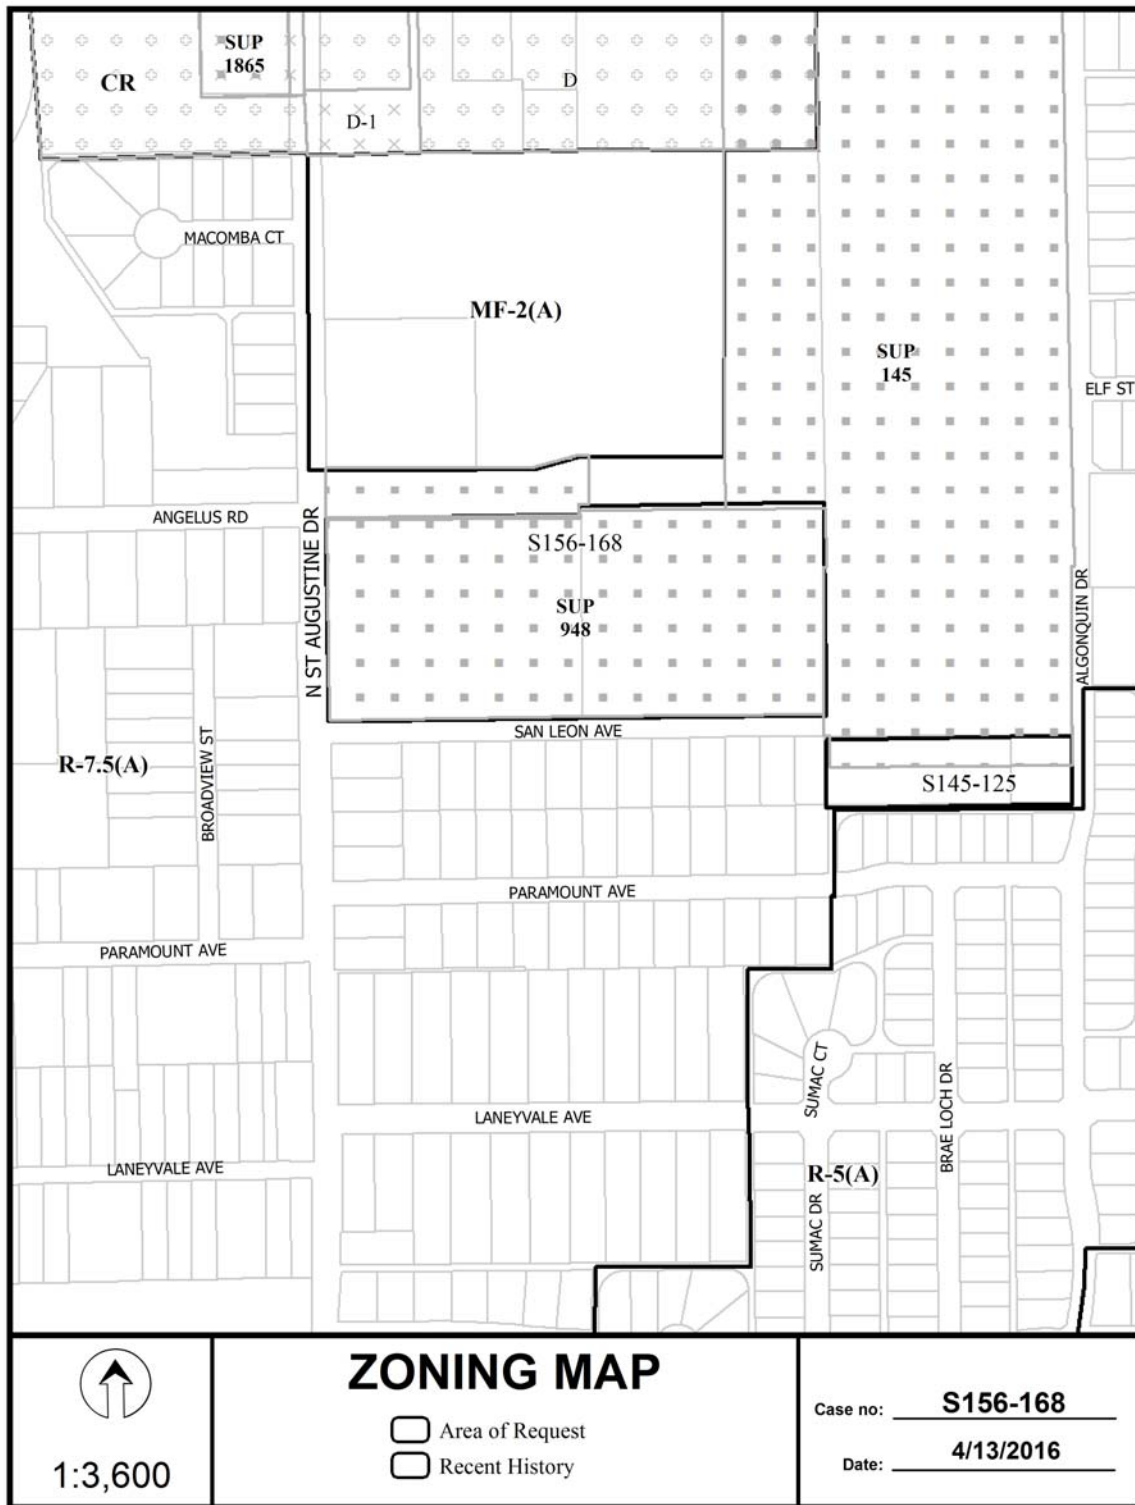 SUP
1865
CR
D
D-1
MACOMBA CT
MF-2(A)
SUP
145
ELF ST
ANGELUS RD
N ST AUGUSTINE DR
S156-168
SUP
948
ALGONQUIN DR
SAN LEON AVE
BROADVIEW ST
R-7.5(A)
S145-125
PARAMOUNT AVE
PARAMOUNT AVE
SUMAC CT
BRAE LOCH DR
LANEYVALE AVE
LANEYVALE AVE
R-5(A)
SUMAC DR
1:3,600
ZONING MAP
Area of Request
Recent History
Case no: S156-168
Date: 4/13/2016